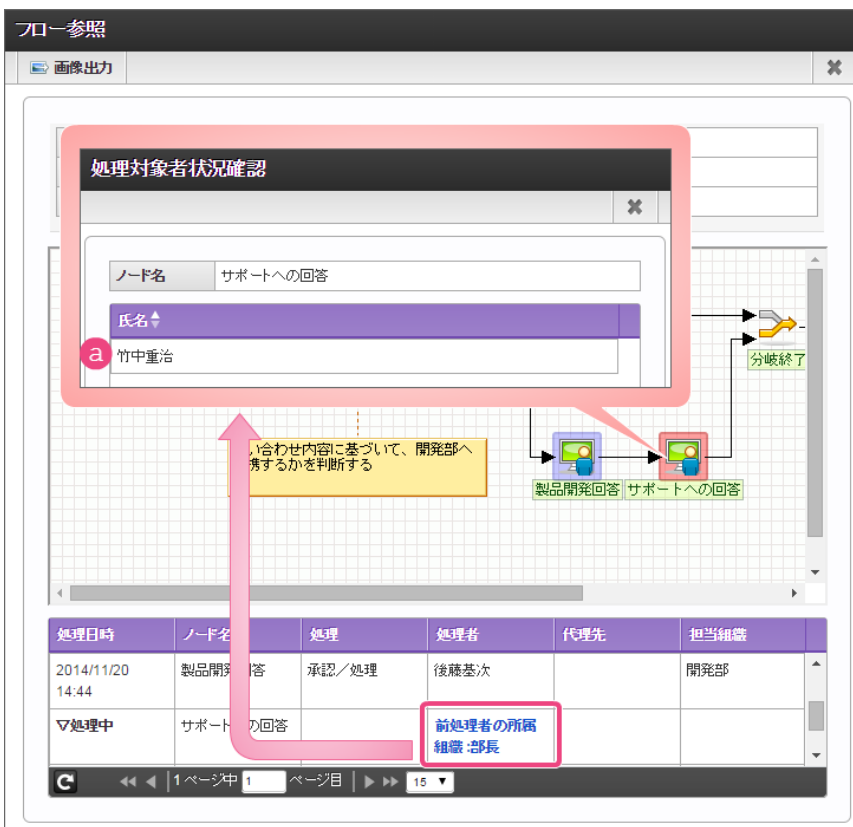 フロー参照
画像出力
処理対象者状況確認
ノード名 サポートへの回答
氏名
a 竹中重治
分岐終了
い合わせ内容に基づいて、開発部へ
携するかを判断する
製品開発回答 サポートへの回答
処理日時 ノード名 処理 処理者 代理先 担当組織
2014/11/20 製品開発回答 承認/処理 後藤基次 開発部
14:44
▽処理中 サポートへの回答 前処理者の所属
組織 :部長
1 ページ中 1 ページ目 15